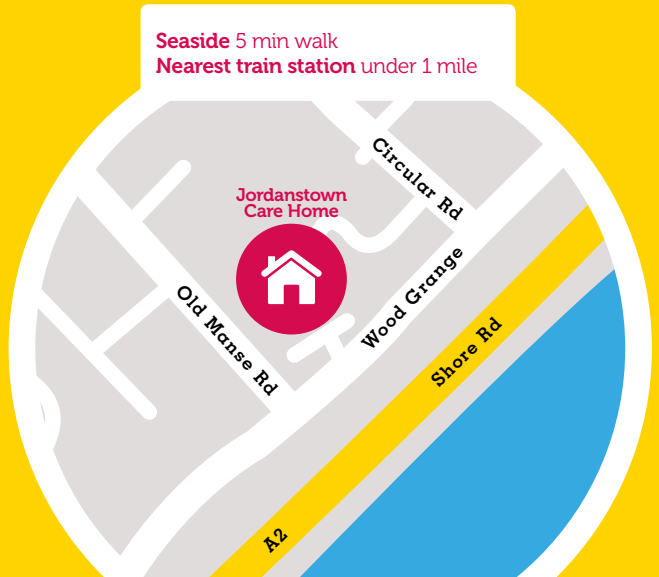 Seaside 5 min walk
Nearest train station under 1 mile
Circular Rd
Jordanstown
Care Home
Wood Grange
Old Manse Rd
Shore Rd
A2